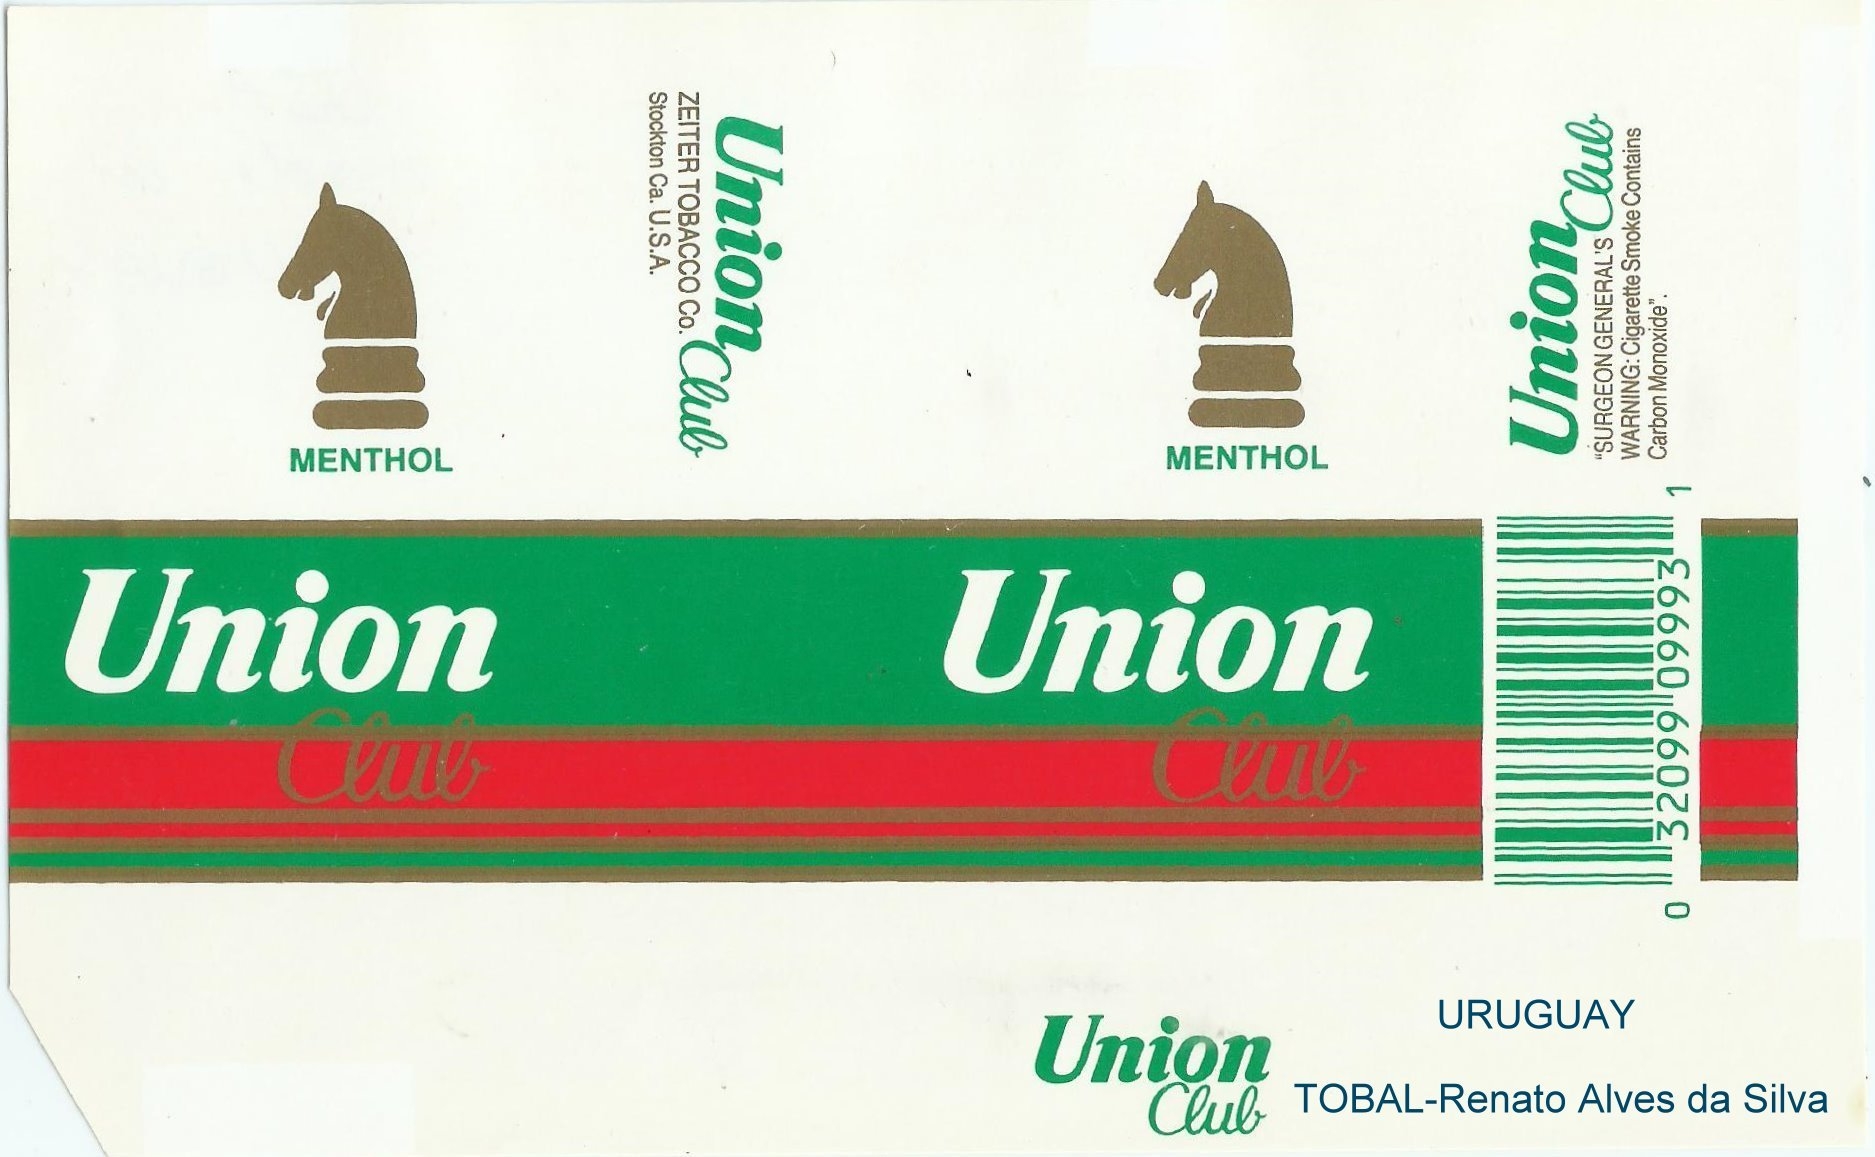 MENTHOL
Union
Club
ZEITER TOBACCO Co.
Stockton Ca. U.S.A.
MENTHOL
Union
Club
"SURGEON GENERAL'S
WARNING: Cigarette Smoke Contains
Carbon Monoxide".
Union
Club
Union
Club
0 32099 09993 1
Union
Club
URUGUAY
TOBAL-Renato Alves da Silva